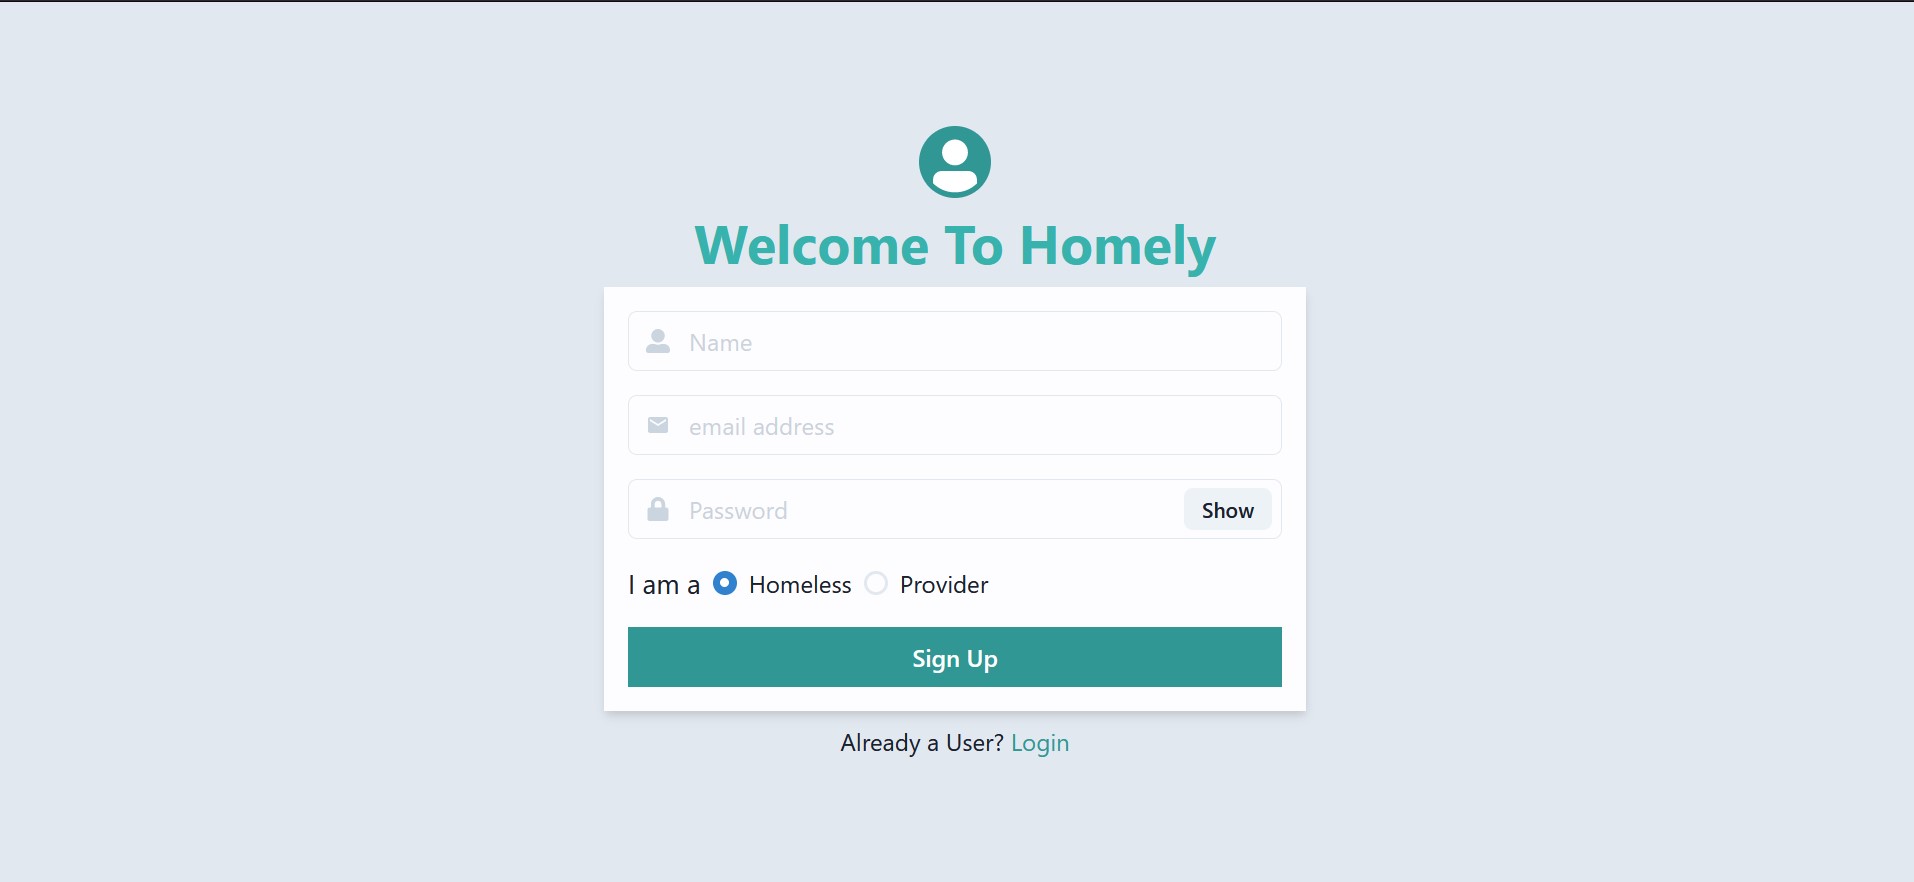 Welcome To Homely
Name
email address
Password Show
I am a Homeless Provider
Sign Up
Already a User? Login